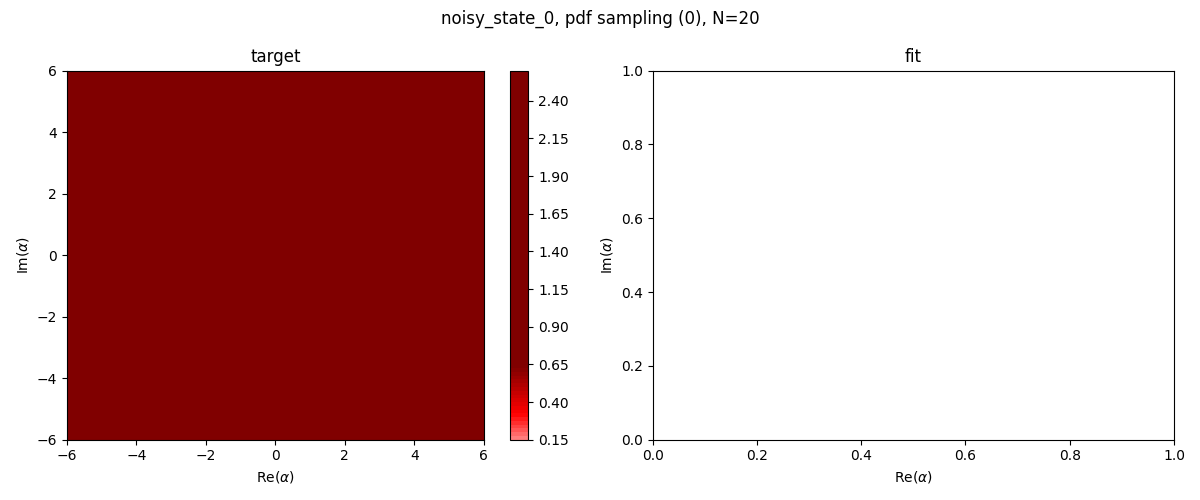 noisy_state_0, pdf sampling (0), N=20
target
6
4
2
0
−2
−4
−6
Im(α)
−6 −4 −2 0 2 4 6
Re(α)
2.40
2.15
1.90
1.65
1.40
1.15
0.90
0.65
0.40
0.15
fit
1.0
0.8
0.6
0.4
0.2
0.0
Im(α)
0.0 0.2 0.4 0.6 0.8 1.0
Re(α)